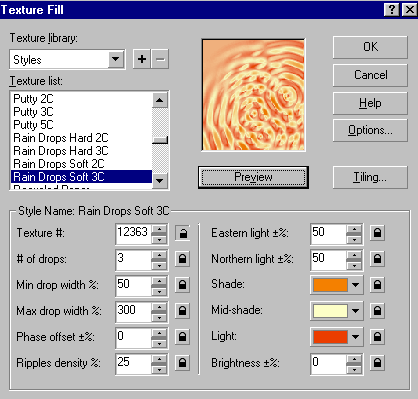 Texture Fill
Texture library:
Styles
Texture list:
Putty 2C
Putty 3C
Putty 5C
Rain Drops Hard 2C
Rain Drops Hard 3C
Rain Drops Soft 2C
Rain Drops Soft 3C
Recycled Paper
OK
Cancel
Help
Options...
Preview
Tiling...
Style Name: Rain Drops Soft 3C
Texture #: 12363
# of drops: 3
Min drop width %: 50
Max drop width %: 300
Phase offset ±%: 0
Ripples density %: 25
Eastern light ±%: 50
Northern light ±%: 50
Shade:
Mid-shade:
Light:
Brightness ±%: 0